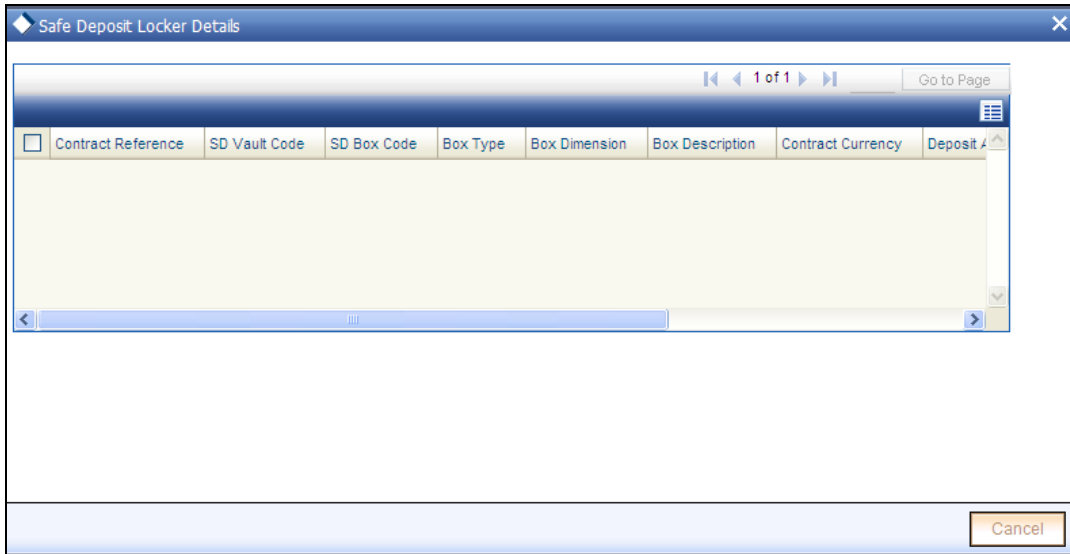 Safe Deposit Locker Details
1 of 1
Go to Page
Contract Reference SD Vault Code SD Box Code Box Type Box Dimension Box Description Contract Currency Deposit A
Cancel